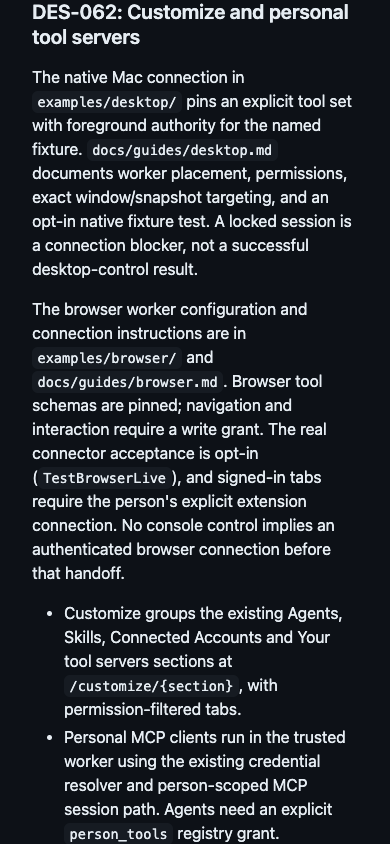 DES-062: Customize and personal
tool servers
The native Mac connection in
examples/desktop/ pins an explicit tool set
with foreground authority for the named
fixture. docs/guides/desktop.md
documents worker placement, permissions,
exact window/snapshot targeting, and an
opt-in native fixture test. A locked session is
a connection blocker, not a successful
desktop-control result.
The browser worker configuration and
connection instructions are in
examples/browser/ and
docs/guides/browser.md. Browser tool
schemas are pinned; navigation and
interaction require a write grant. The real
connector acceptance is opt-in
(TestBrowserLive), and signed-in tabs
require the person's explicit extension
connection. No console control implies an
authenticated browser connection before
that handoff.
• Customize groups the existing Agents,
Skills, Connected Accounts and Your
tool servers sections at
/customize/{section}, with
permission-filtered tabs.
• Personal MCP clients run in the trusted
worker using the existing credential
resolver and person-scoped MCP
session path. Agents need an explicit
person_tools registry grant.